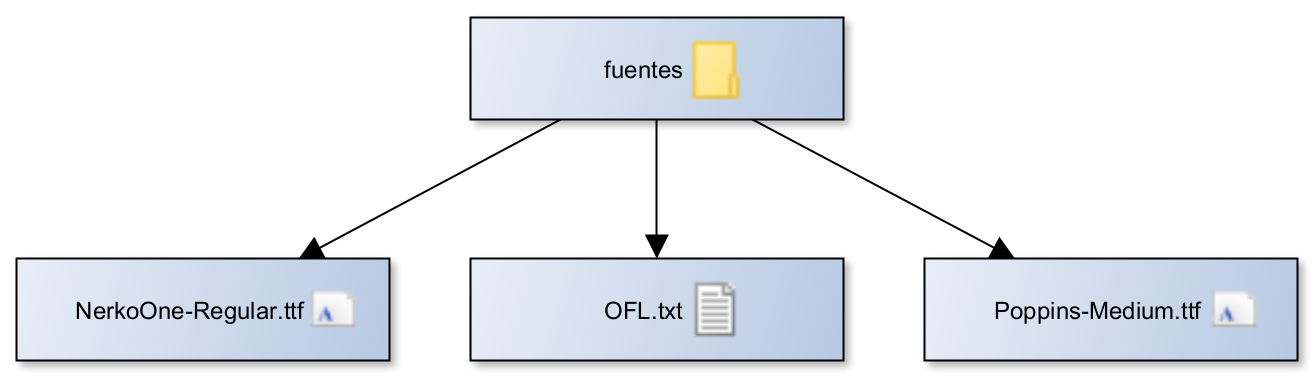 fuentes
NerkoOne-Regular.ttf
OFL.txt
Poppins-Medium.ttf